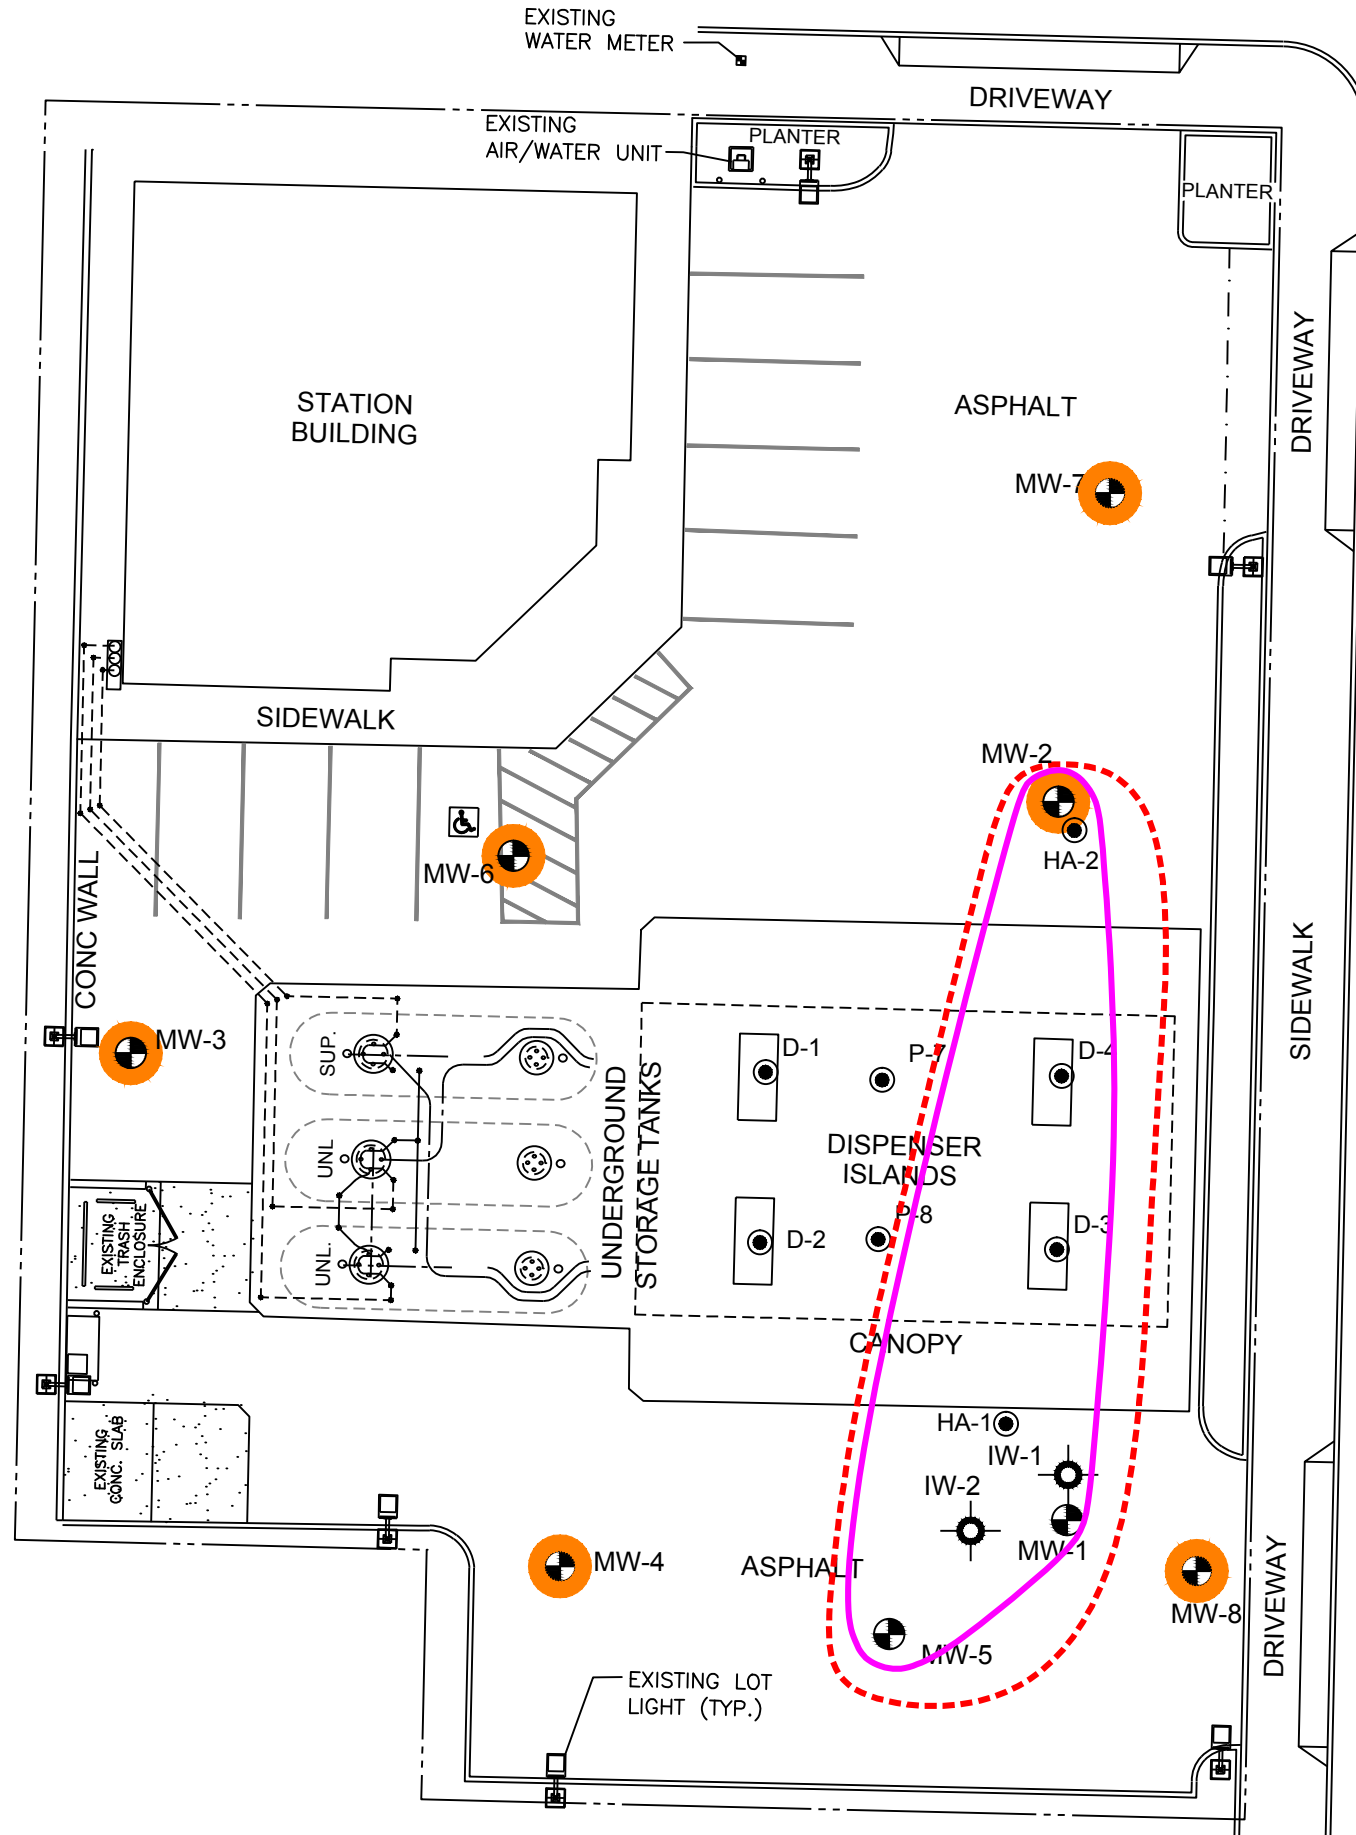 EXISTING
WATER METER
DRIVEWAY
EXISTING
AIR/WATER UNIT
PLANTER
PLANTER
STATION
BUILDING
ASPHALT
DRIVEWAY
MW-7
SIDEWALK
MW-2
HA-2
MW-6
CONC WALL
SIDEWALK
MW-3
SUP.
UNL
UNL.
UNDERGROUND
STORAGE TANKS
D-1
P-7
D-4
DISPENSER
ISLANDS
D-2
P-8
D-3
CANOPY
EXISTING
TRASH
ENCLOSURE
EXISTING
CONC. SLAB
HA-1
IW-1
IW-2
MW-1
MW-4
ASPHALT
MW-5
MW-8
DRIVEWAY
EXISTING LOT
LIGHT (TYP.)